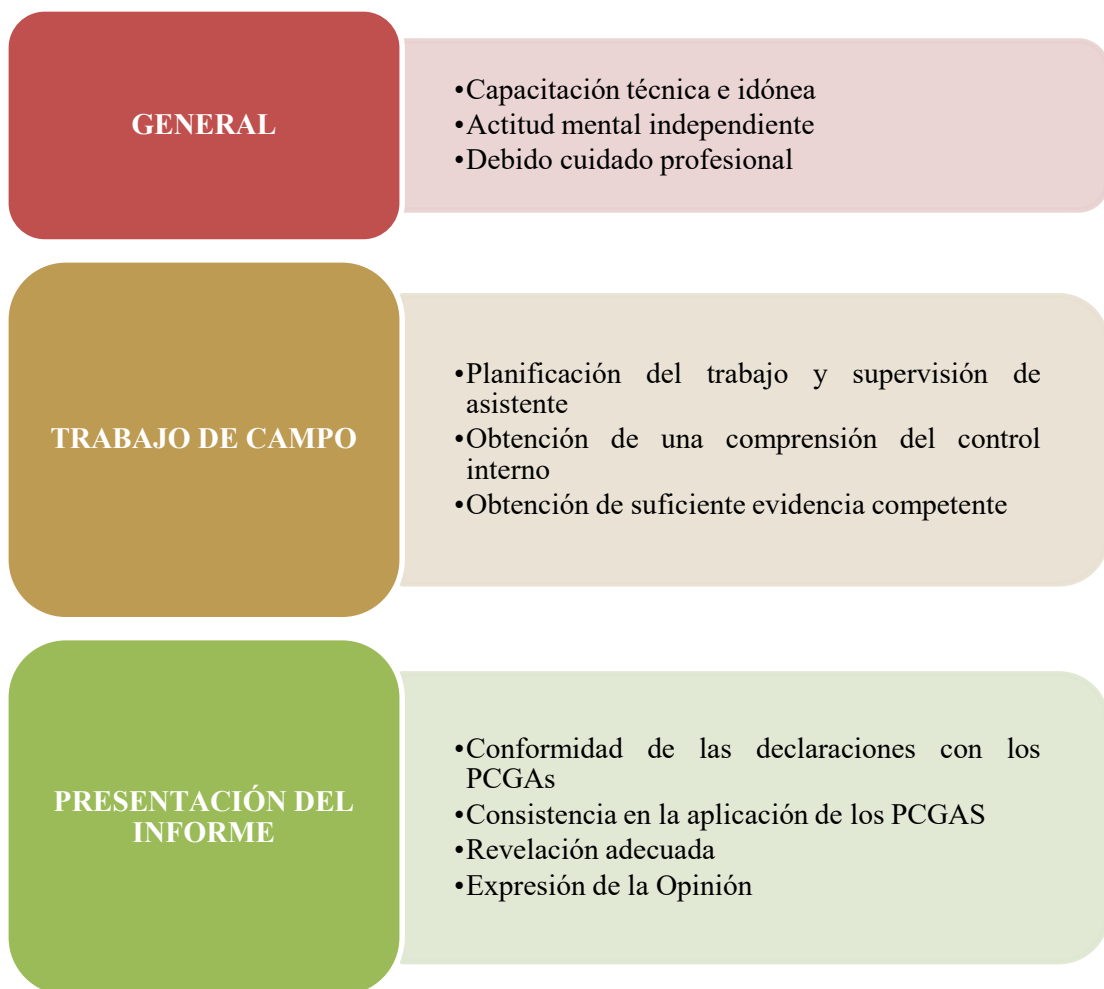 GENERAL
•Capacitación técnica e idónea
•Actitud mental independiente
•Debido cuidado profesional
TRABAJO DE CAMPO
•Planificación del trabajo y supervisión de
asistente
•Obtención de una comprensión del control
interno
•Obtención de suficiente evidencia competente
PRESENTACIÓN DEL
INFORME
•Conformidad de las declaraciones con los
PCGAs
•Consistencia en la aplicación de los PCGAS
•Revelación adecuada
•Expresión de la Opinión